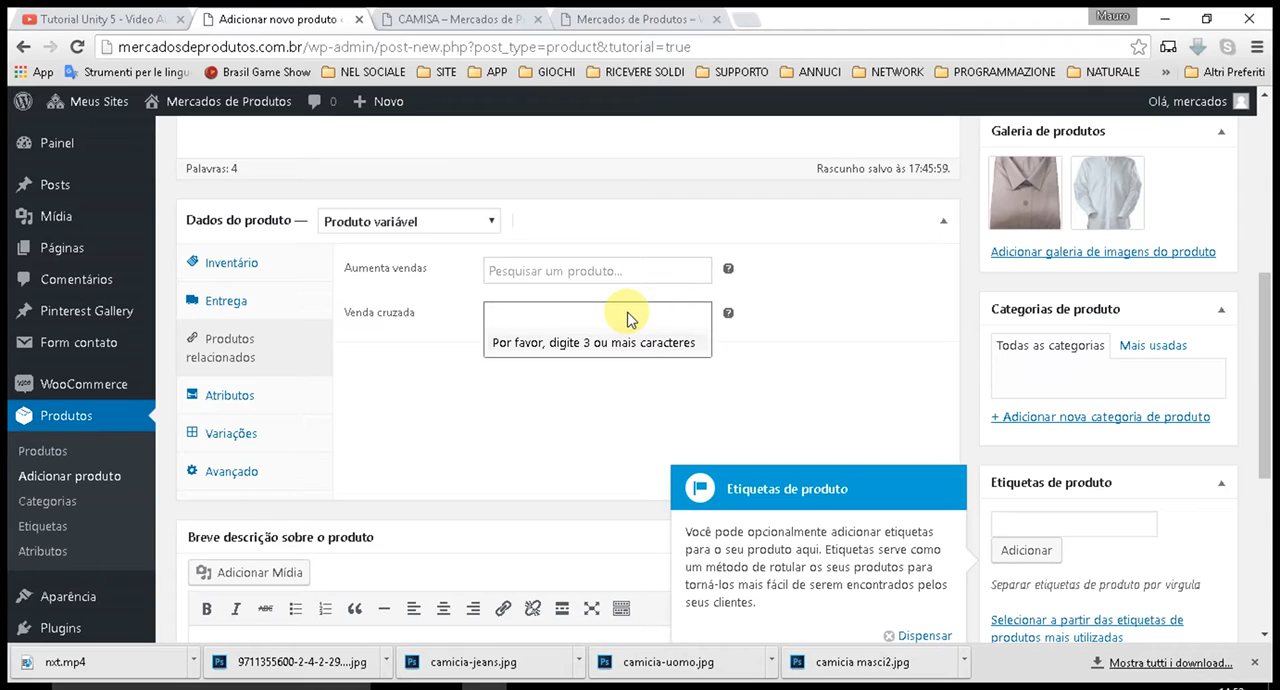 Tutorial Unity 5 - Video A
Adicionar novo produto
CAMISA – Mercados de P
Mercados de Produtos –
Mauro
mercadosdeprodutos.com.br/wp-admin/post-new.php?post_type=product&tutorial=true
App
Strumenti per le lingu
Brasil Game Show
NEL SOCIALE
SITE
APP
GIOCHI
RICEVERE SOLDI
SUPPORTO
ANNUCI
NETWORK
PROGRAMMAZIONE
NATURALE
»
Altri Preferiti
Meus Sites
Mercados de Produtos
0
Novo
Olá, mercados
Painel
Posts
Mídia
Páginas
Comentários
Pinterest Gallery
Form contato
WooCommerce
Produtos
Produtos
Adicionar produto
Categorias
Etiquetas
Atributos
Aparência
Plugins
Palavras: 4
Rascunho salvo às 17:45:59.
Dados do produto —
Produto variável
Inventário
Entrega
Produtos
relacionados
Atributos
Variações
Avançado
Aumenta vendas
Pesquisar um produto...
Venda cruzada
Por favor, digite 3 ou mais caracteres
Breve descrição sobre o produto
Adicionar Mídia
B I ABC
Etiquetas de produto
Você pode opcionalmente adicionar etiquetas
para o seu produto aqui. Etiquetas serve como
um método de rotular os seus produtos para
torná-los mais fácil de serem encontrados pelos
seus clientes.
Dispensar
Galeria de produtos
Adicionar galeria de imagens do produto
Categorias de produto
Todas as categorias
Mais usadas
+ Adicionar nova categoria de produto
Etiquetas de produto
Adicionar
Separar etiquetas de produto por vírgula
Selecionar a partir das etiquetas de
produtos mais utilizadas
nxt.mp4
9711355600-2-4-2-29....jpg
camicia-jeans.jpg
camicia-uomo.jpg
camicia masci2.jpg
Mostra tutti i download...